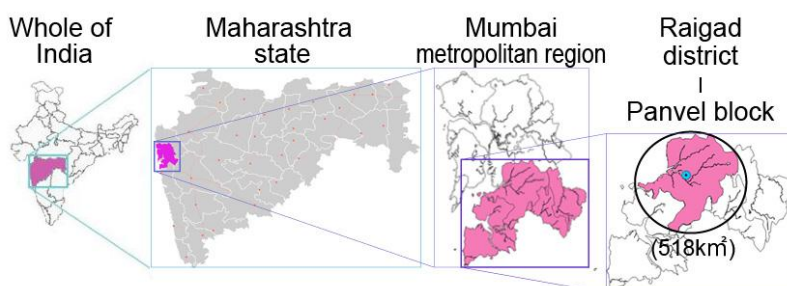 Whole of
India
Maharashtra
state
Mumbai
metropolitan region
Raigad
district
I
Panvel block
(518km²)